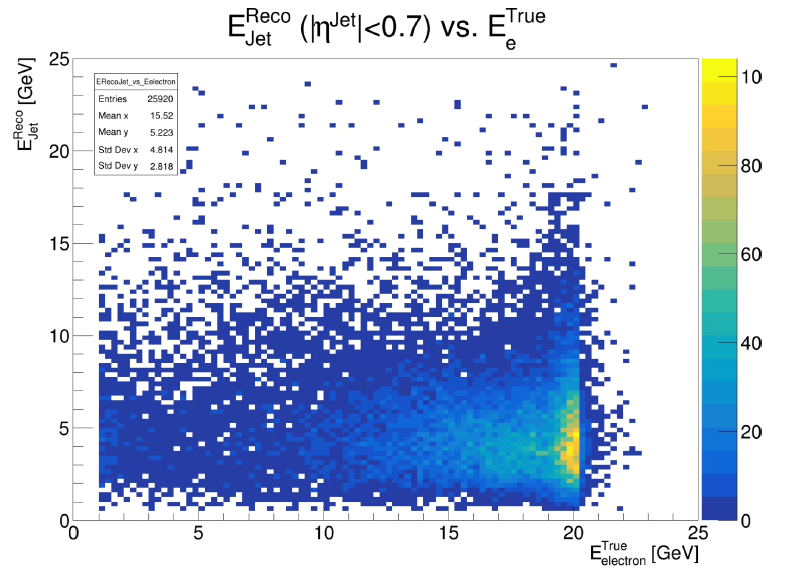 E_Jet^Reco (|η^Jet|<0.7) vs. E_e^True
E_Jet^Reco [GeV]
25
20
15
10
5
0
ERecoJet_vs_Eelectron
Entries 25920
Mean x 15.52
Mean y 5.223
Std Dev x 4.814
Std Dev y 2.818
10
80
60
40
20
0
0 5 10 15 20 25
E_electron^True [GeV]